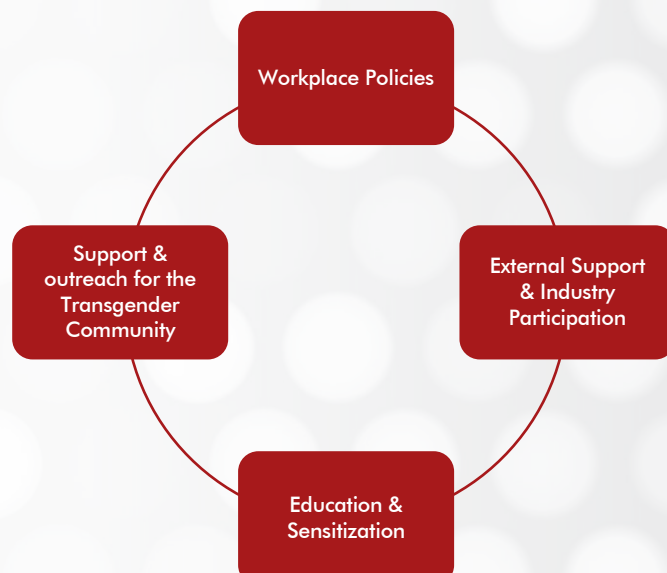 Workplace Policies
Support &
outreach for the
Transgender
Community
External Support
& Industry
Participation
Education &
Sensitization